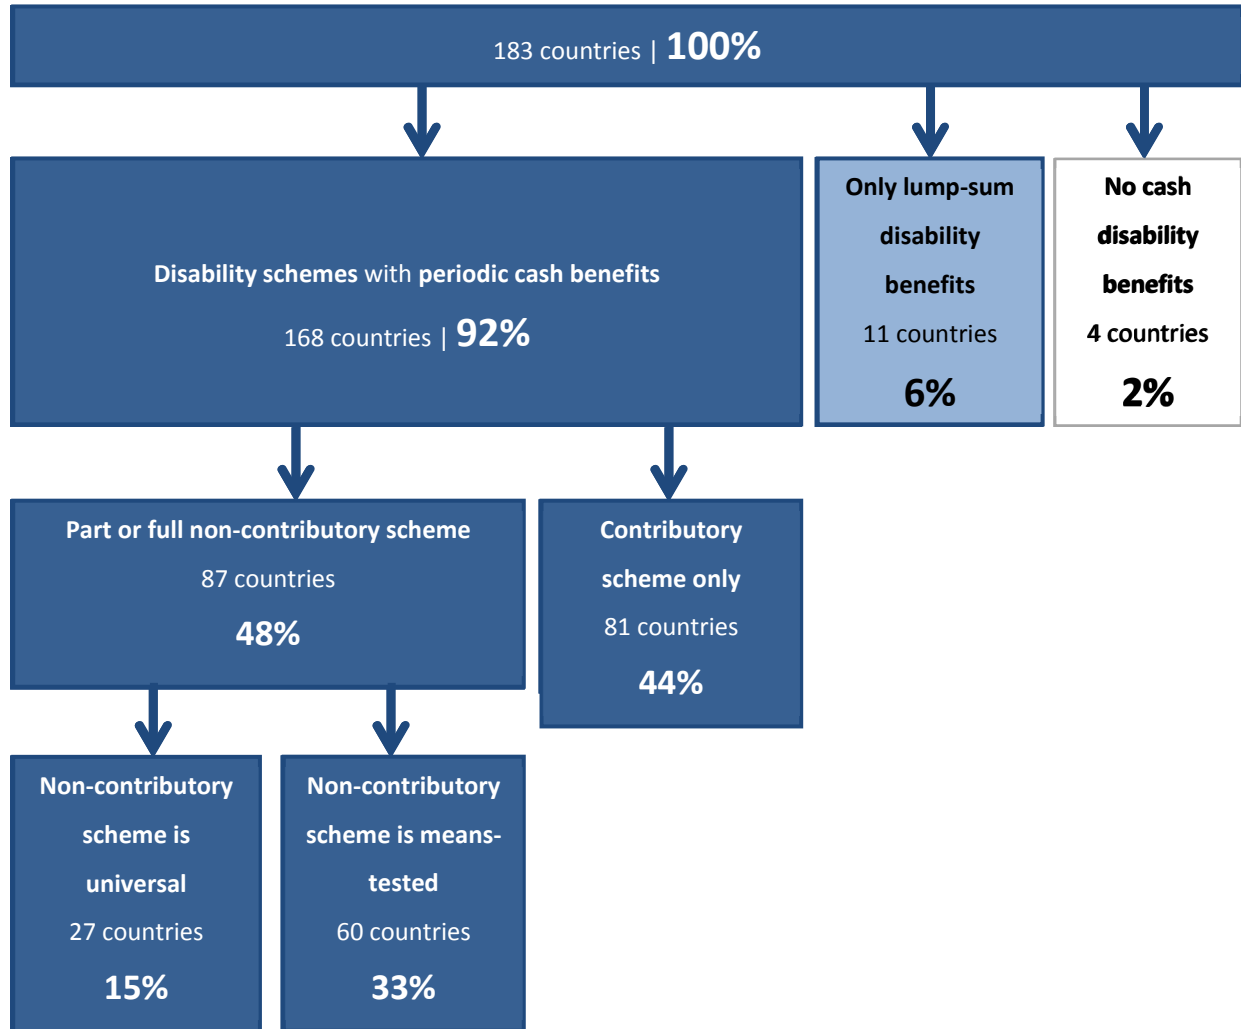 183 countries | 100%
Disability schemes with periodic cash benefits
168 countries | 92%
Only lump-sum
disability
benefits
11 countries
6%
No cash
disability
benefits
4 countries
2%
Part or full non-contributory scheme
87 countries
48%
Contributory
scheme only
81 countries
44%
Non-contributory
scheme is
universal
27 countries
15%
Non-contributory
scheme is means-
tested
60 countries
33%